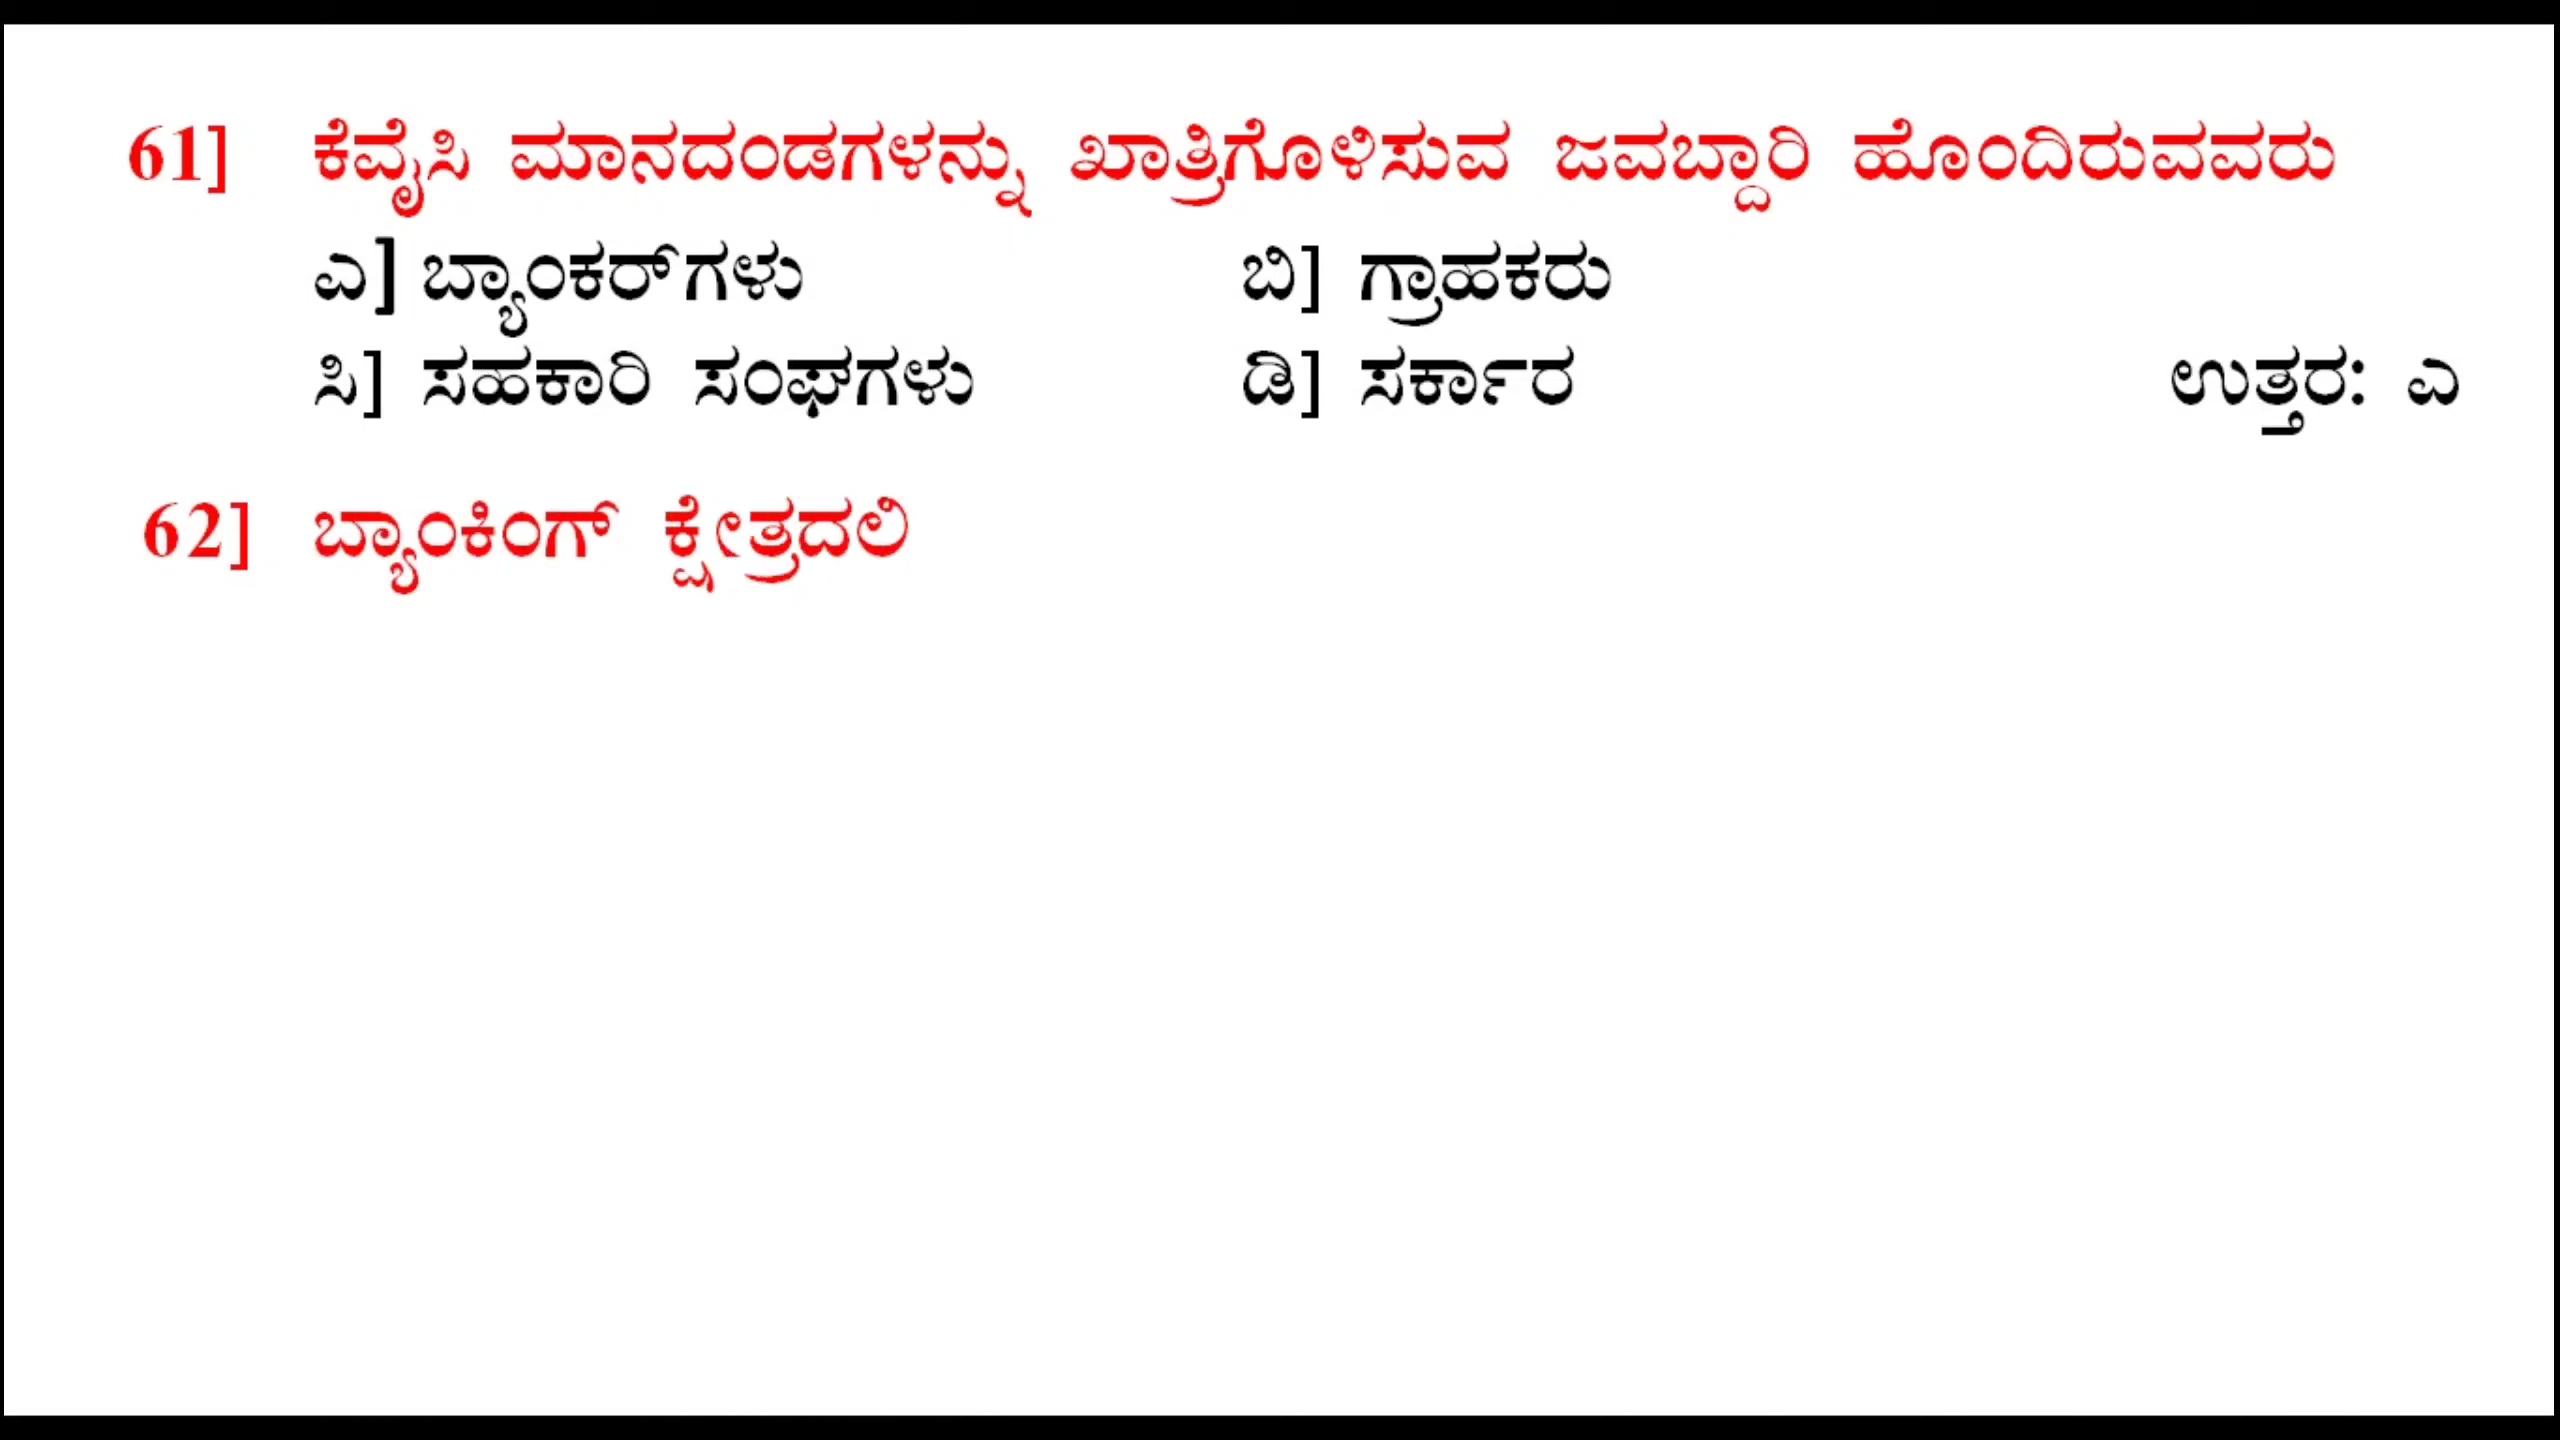 61] ಕೆವೈಸಿ ಮಾನದಂಡಗಳನ್ನು ಖಾತ್ರಿಗೊಳಿಸುವ ಜವಬ್ದಾರಿ ಹೊಂದಿರುವವರು
ಎ] ಬ್ಯಾಂಕರ್‌ಗಳು ಬಿ] ಗ್ರಾಹಕರು
ಸಿ] ಸಹಕಾರಿ ಸಂಘಗಳು ಡಿ] ಸರ್ಕಾರ ಉತ್ತರ: ಎ
62] ಬ್ಯಾಂಕಿಂಗ್ ಕ್ಷೇತ್ರದಲಿ